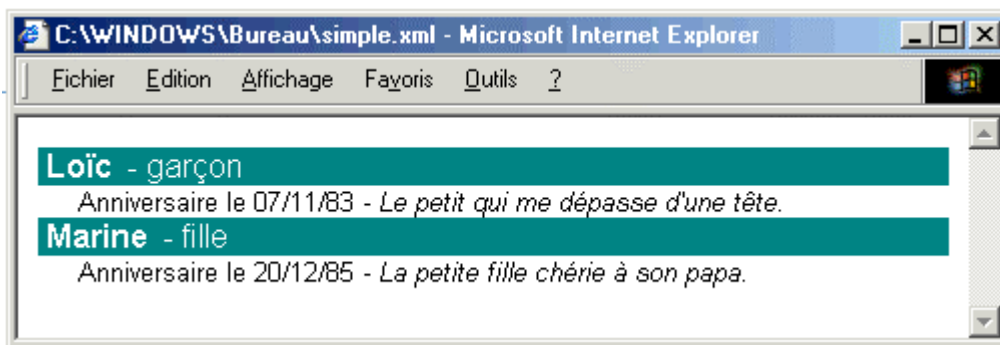 C:\WINDOWS\Bureau\simple.xml - Microsoft Internet Explorer
Fichier Edition Affichage Favoris Outils ?
Loïc - garçon
Anniversaire le 07/11/83 - Le petit qui me dépasse d'une tête.
Marine - fille
Anniversaire le 20/12/85 - La petite fille chérie à son papa.